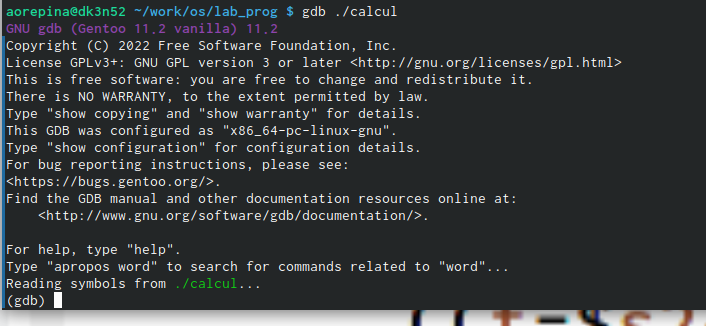 aorepina@dk3n52 ~/work/os/lab_prog $ gdb ./calcul
GNU gdb (Gentoo 11.2 vanilla) 11.2
Copyright (C) 2022 Free Software Foundation, Inc.
License GPLv3+: GNU GPL version 3 or later <http://gnu.org/licenses/gpl.html>
This is free software: you are free to change and redistribute it.
There is NO WARRANTY, to the extent permitted by law.
Type "show copying" and "show warranty" for details.
This GDB was configured as "x86_64-pc-linux-gnu".
Type "show configuration" for configuration details.
For bug reporting instructions, please see:
<https://bugs.gentoo.org/>.
Find the GDB manual and other documentation resources online at:
    <http://www.gnu.org/software/gdb/documentation/>.

For help, type "help".
Type "apropos word" to search for commands related to "word"...
Reading symbols from ./calcul...
(gdb)